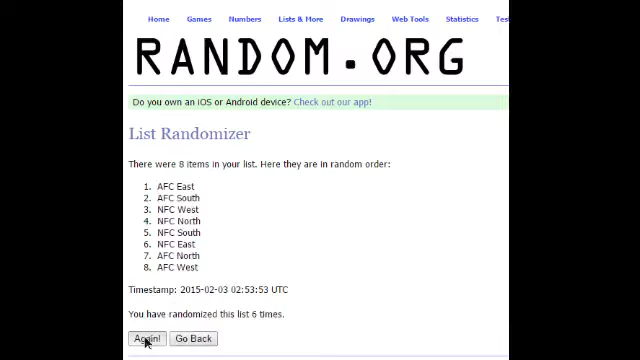 Home Games Numbers Lists & More Drawings Web Tools Statistics Tes
RANDOM.ORG
Do you own an iOS or Android device? Check out our app!
List Randomizer
There were 8 items in your list. Here they are in random order:
1. AFC East
2. AFC South
3. NFC West
4. NFC North
5. NFC South
6. NFC East
7. AFC North
8. AFC West
Timestamp: 2015-02-03 02:53:53 UTC
You have randomized this list 6 times.
Again! Go Back